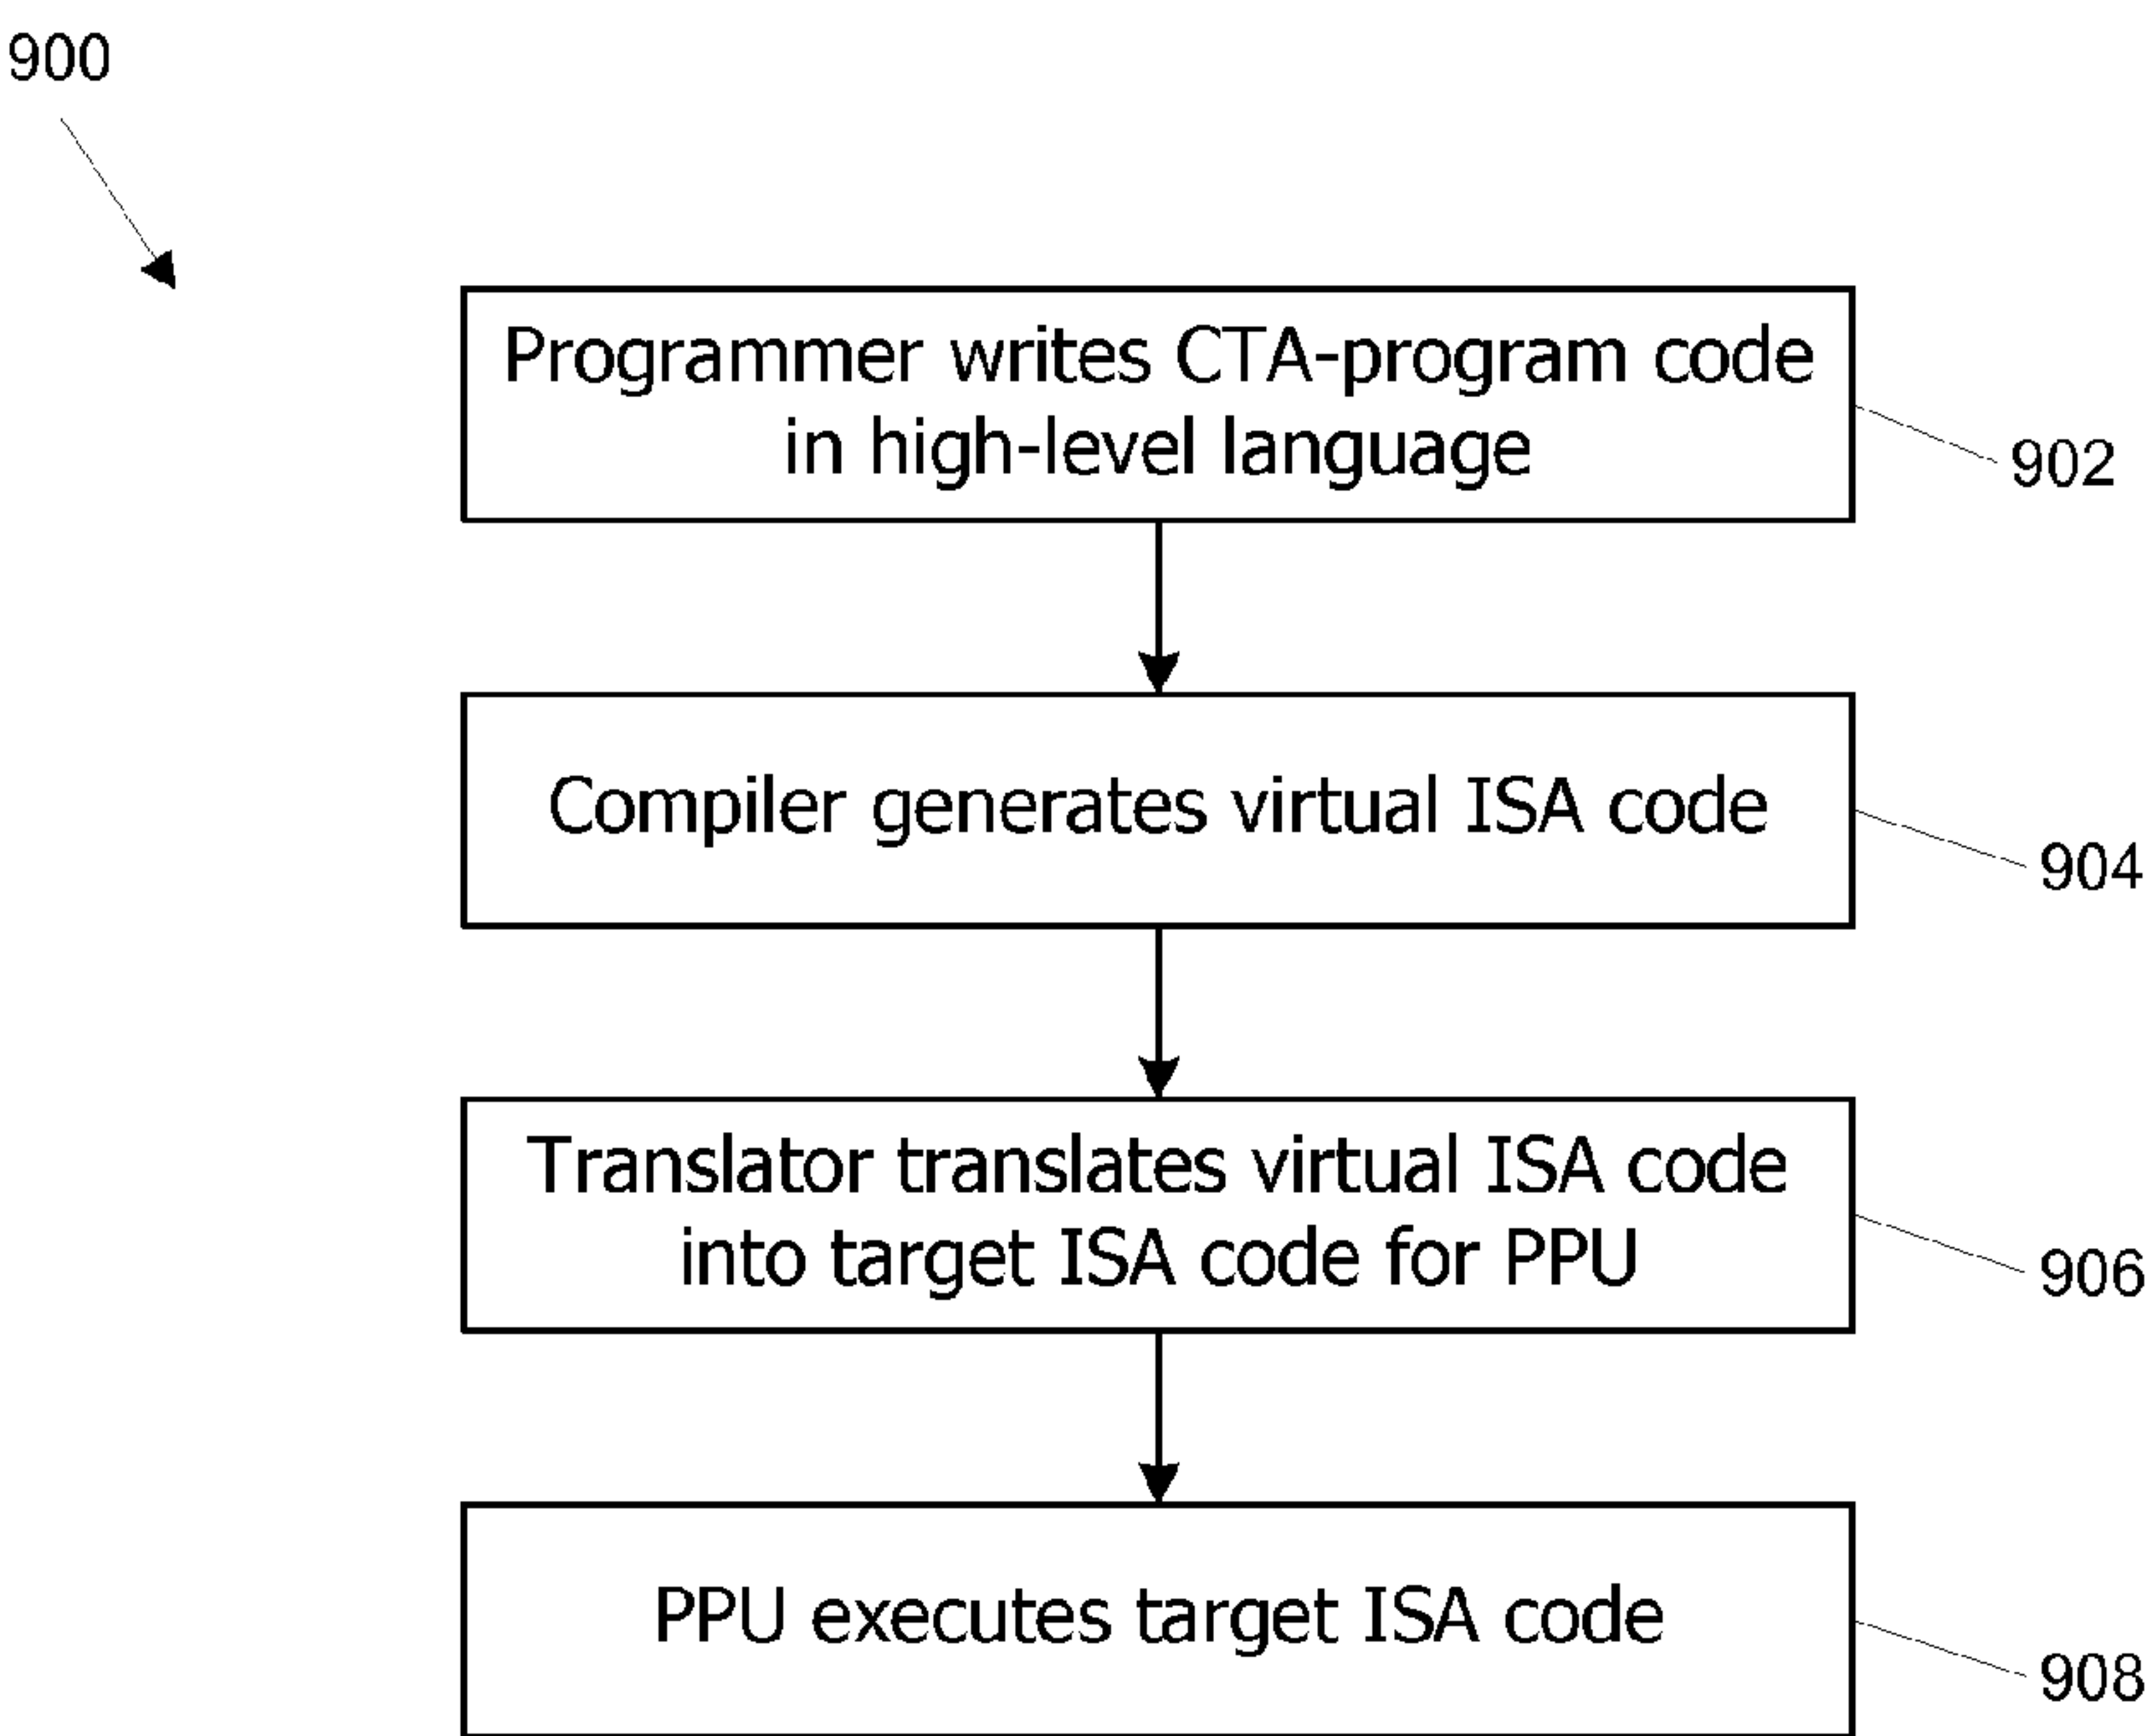 900
Programmer writes CTA-program code
in high-level language
902
Compiler generates virtual ISA code
904
Translator translates virtual ISA code
into target ISA code for PPU
906
PPU executes target ISA code
908